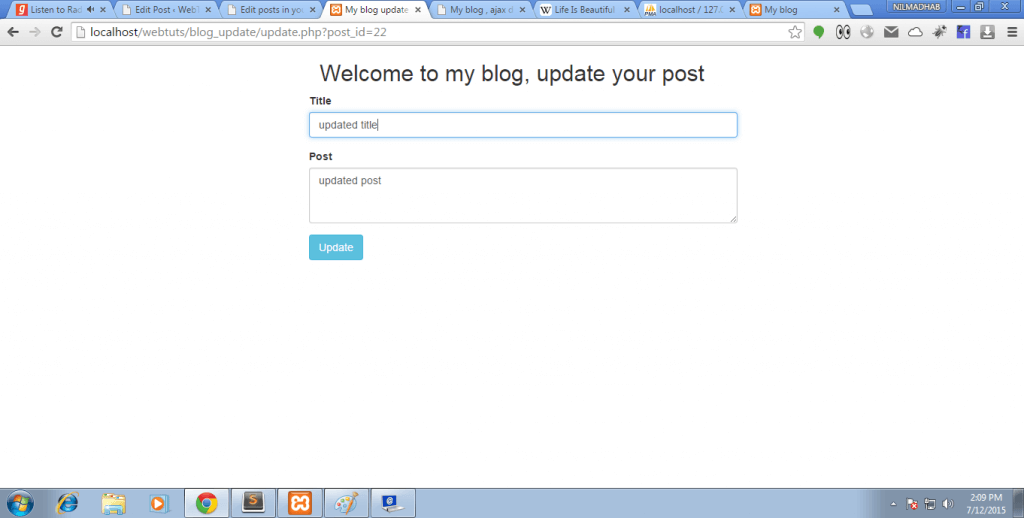 Listen to Rad
Edit Post ‹ Web
Edit posts in you
My blog update
My blog , ajax d
Life Is Beautiful
localhost / 127.0
My blog
NILMADHAB
localhost/webtuts/blog_update/update.php?post_id=22
Welcome to my blog, update your post
Title
updated title
Post
updated post
Update
2:09 PM
7/12/2015